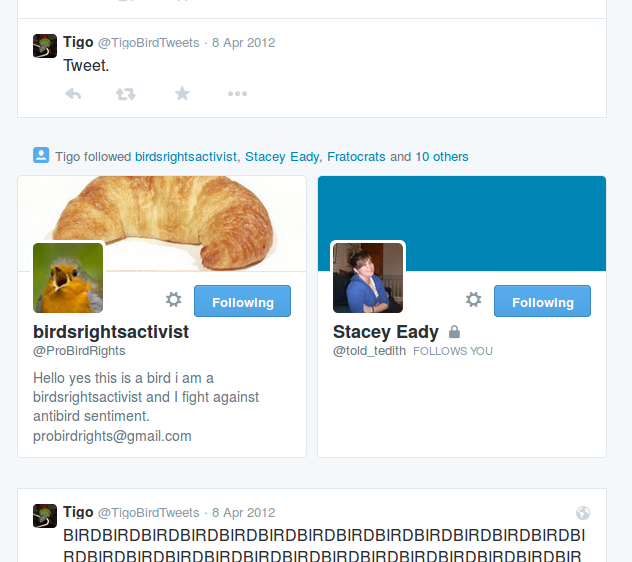 Tigo @TigoBirdTweets · 8 Apr 2012
Tweet.
Tigo followed birdsrightsactivist, Stacey Eady, Fratocrats and 10 others
Following
birdsrightsactivist
@ProBirdRights
Hello yes this is a bird i am a
birdsrightsactivist and I fight against
antibird sentiment.
probirdrights@gmail.com
Following
Stacey Eady
@told_tedith FOLLOWS YOU
Tigo @TigoBirdTweets · 8 Apr 2012
BIRDBIRDBIRDBIRDBIRDBIRDBIRDBIRDBIRDBIRDBIRDBIRDBIRDBI
RDBIRDBIRDBIRDBIRDBIRDBIRDBIRDBIRDBIRDBIRDBIRDBIRDBIR